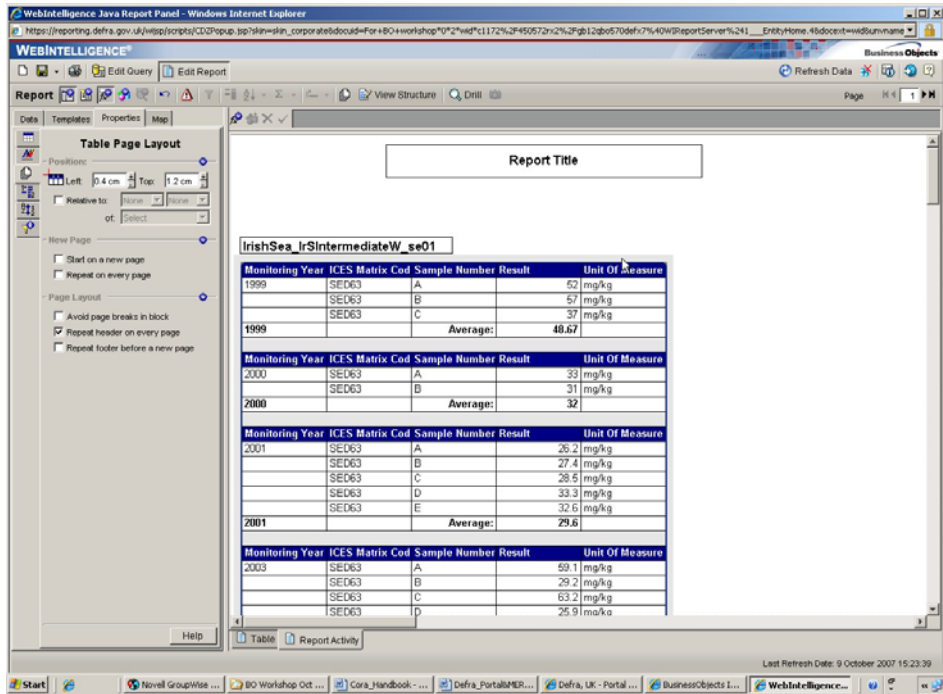 WebIntelligence Java Report Panel - Windows Internet Explorer
WEBINTELLIGENCE®
Business Objects
Edit Query Edit Report
Refresh Data
Report View Structure Drill Page 1
Data Templates Properties Map
Table Page Layout
Position:
Left: 0.4 cm Top: 1.2 cm
Relative to: None None
of: Select
New Page
Start on a new page
Repeat on every page
Page Layout
Avoid page breaks in block
Repeat header on every page
Repeat footer before a new page
Help
Report Title
IrishSea_IrSIntermediateW_se01
Monitoring Year ICES Matrix Cod Sample Number Result Unit Of Measure
1999 SED63 A 52 mg/kg
SED63 B 57 mg/kg
SED63 C 37 mg/kg
1999 Average: 48.67
Monitoring Year ICES Matrix Cod Sample Number Result Unit Of Measure
2000 SED63 A 33 mg/kg
SED63 B 31 mg/kg
2000 Average: 32
Monitoring Year ICES Matrix Cod Sample Number Result Unit Of Measure
2001 SED63 A 26.2 mg/kg
SED63 B 27.4 mg/kg
SED63 C 28.5 mg/kg
SED63 D 33.3 mg/kg
SED63 E 32.6 mg/kg
2001 Average: 29.6
Monitoring Year ICES Matrix Cod Sample Number Result Unit Of Measure
2003 SED63 A 59.1 mg/kg
SED63 B 29.2 mg/kg
SED63 C 63.2 mg/kg
SED63 D 25.9 mg/kg
Table Report Activity
Last Refresh Date: 9 October 2007 15:23:39
Start Novell GroupWise ... BO Workshop Oct ... Cora_Handbook - ... Defra_Portal&MER... Defra, UK - Portal ... BusinessObjects I... WebIntelligence...